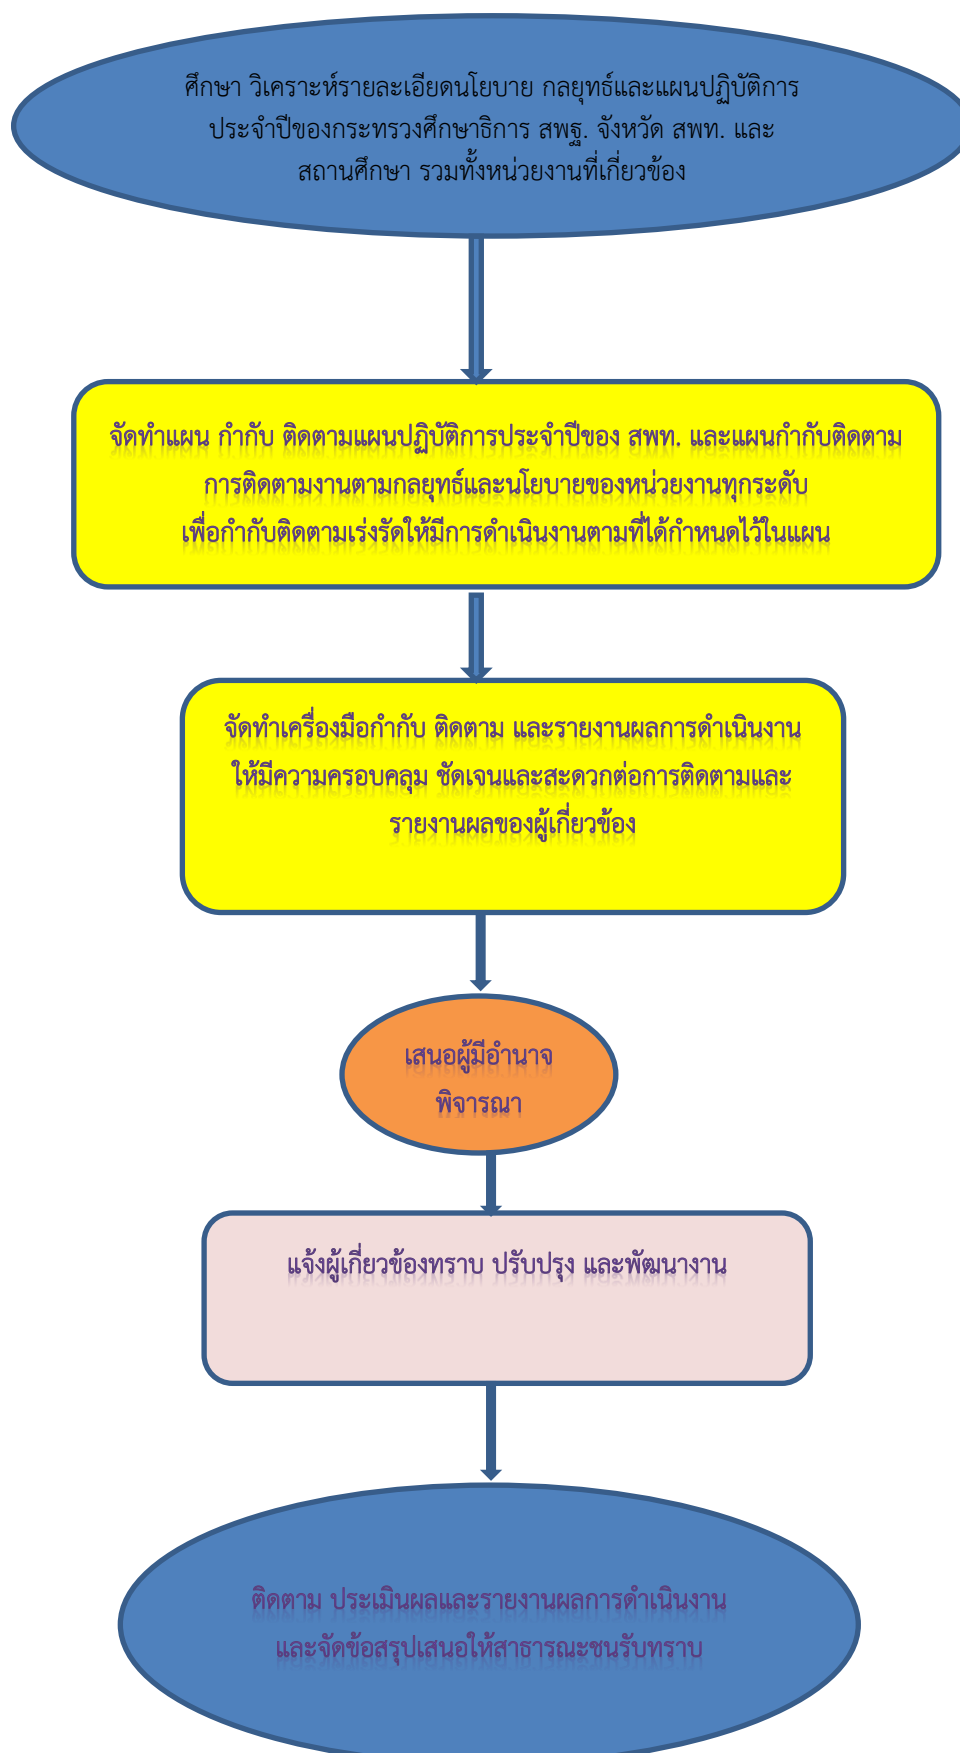 ศึกษา วิเคราะห์รายละเอียดนโยบาย กลยุทธ์และแผนปฏิบัติการ
ประจำปีของกระทรวงศึกษาธิการ สพฐ. จังหวัด สพท. และ
สถานศึกษา รวมทั้งหน่วยงานที่เกี่ยวข้อง
จัดทำแผน กำกับ ติดตามแผนปฏิบัติการประจำปีของ สพท. และแผนกำกับติดตาม
การติดตามงานตามกลยุทธ์และนโยบายของหน่วยงานทุกระดับ
เพื่อกำกับติดตามเร่งรัดให้มีการดำเนินงานตามที่ได้กำหนดไว้ในแผน
จัดทำเครื่องมือกำกับ ติดตาม และรายงานผลการดำเนินงาน
ให้มีความครอบคลุม ชัดเจนและสะดวกต่อการติดตามและ
รายงานผลของผู้เกี่ยวข้อง
เสนอผู้มีอำนาจ
พิจารณา
แจ้งผู้เกี่ยวข้องทราบ ปรับปรุง และพัฒนางาน
ติดตาม ประเมินผลและรายงานผลการดำเนินงาน
และจัดข้อสรุปเสนอให้สาธารณะชนรับทราบ